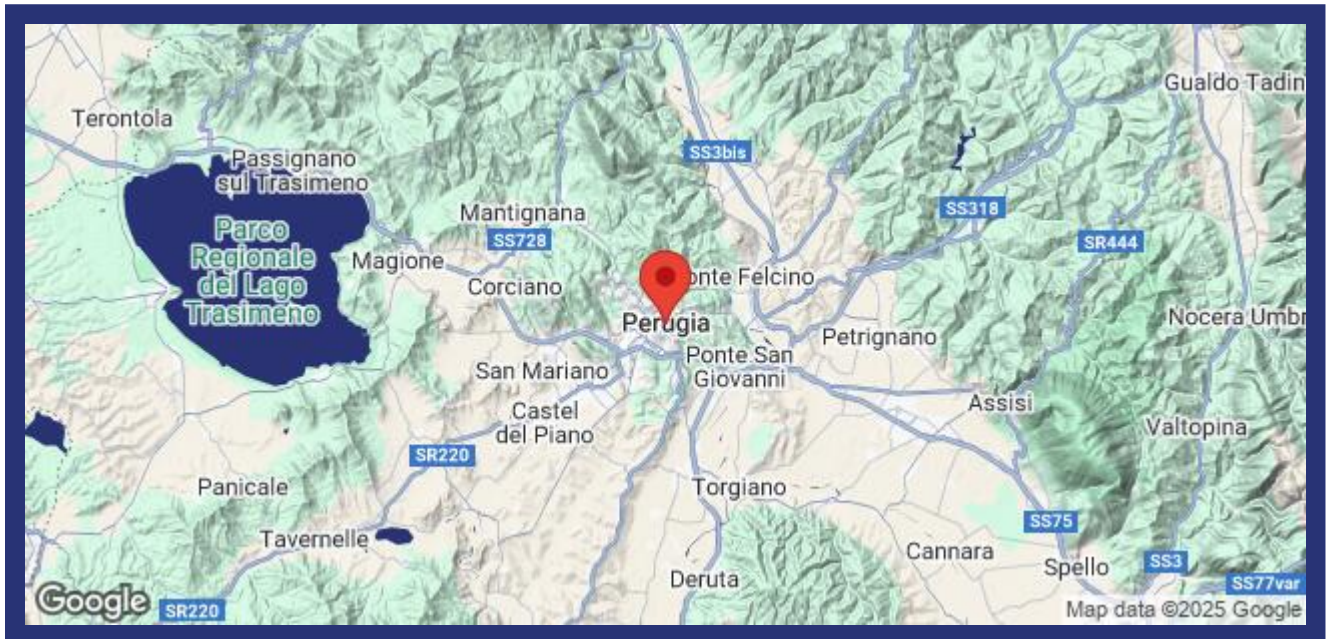 Gualdo Tadin
Terontola
SS3bis
Passignano
sul Trasimeno
SS318
Mantignana
Parco
Regionale
del Lago
Trasimeno
SS728
SR444
Magione
onte Felcino
Corciano
Nocera Umbr
Perugia
Petrignano
Ponte San
Giovanni
San Mariano
Assisi
Castel
del Piano
Valtopina
SR220
Panicale
Torgiano
SS75
Tavernelle
Cannara
SS3
Spello
Deruta
SS77var
Google
SR220
Map data ©2025 Google